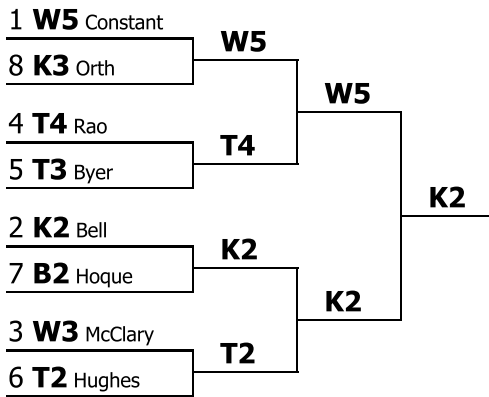 1 W5 Constant
8 K3 Orth
4 T4 Rao
5 T3 Byer
2 K2 Bell
7 B2 Hoque
3 W3 McClary
6 T2 Hughes
W5
T4
K2
T2
W5
K2
K2